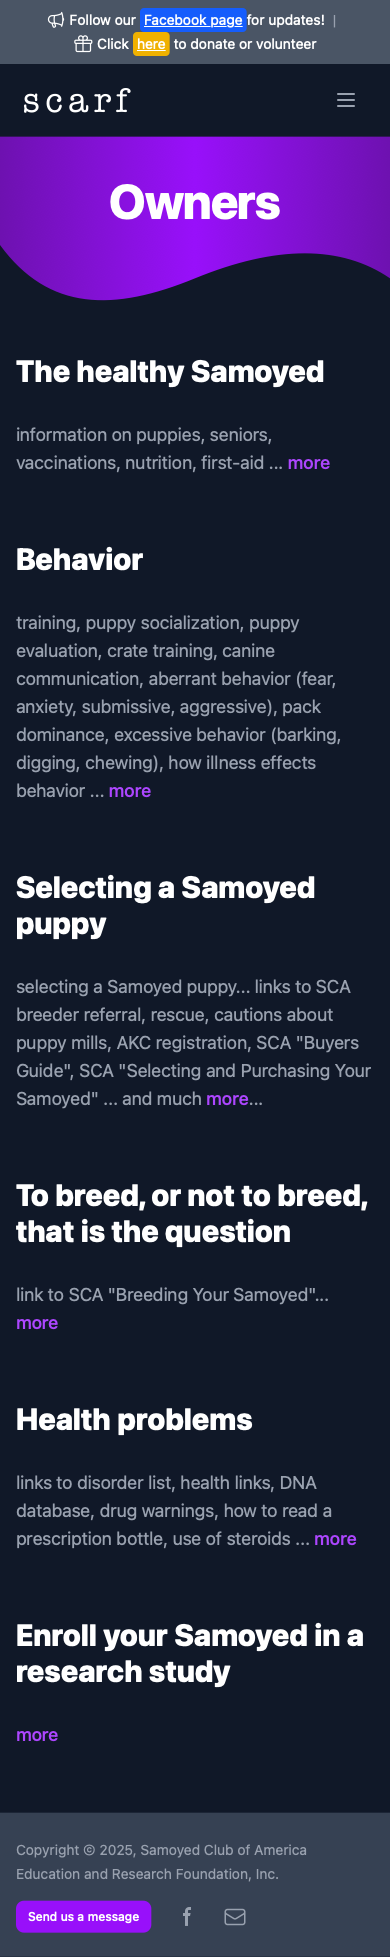 Follow our Facebook page for updates! |
Click here to donate or volunteer
scarf
Owners
The healthy Samoyed
information on puppies, seniors,
vaccinations, nutrition, first-aid ... more
Behavior
training, puppy socialization, puppy
evaluation, crate training, canine
communication, aberrant behavior (fear,
anxiety, submissive, aggressive), pack
dominance, excessive behavior (barking,
digging, chewing), how illness effects
behavior ... more
Selecting a Samoyed
puppy
selecting a Samoyed puppy... links to SCA
breeder referral, rescue, cautions about
puppy mills, AKC registration, SCA "Buyers
Guide", SCA "Selecting and Purchasing Your
Samoyed" ... and much more...
To breed, or not to breed,
that is the question
link to SCA "Breeding Your Samoyed"...
more
Health problems
links to disorder list, health links, DNA
database, drug warnings, how to read a
prescription bottle, use of steroids ... more
Enroll your Samoyed in a
research study
more
Copyright © 2025, Samoyed Club of America
Education and Research Foundation, Inc.
Send us a message